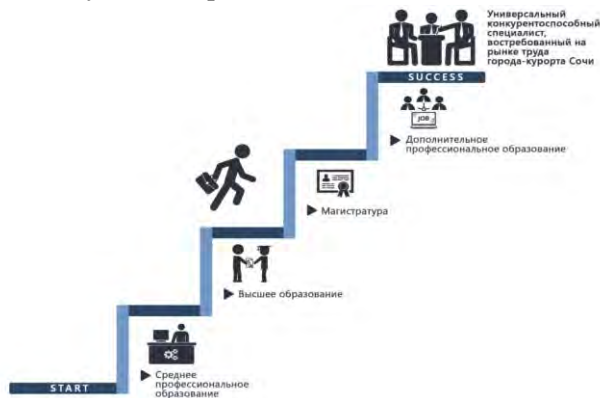 Универсальный
конкурентоспособный
специалист,
востребованный на
рынке труда
города-курорта Сочи
SUCCESS
JOB
Дополнительное
профессиональное образование
Магистратура
Высшее образование
Среднее
профессиональное
образование
START